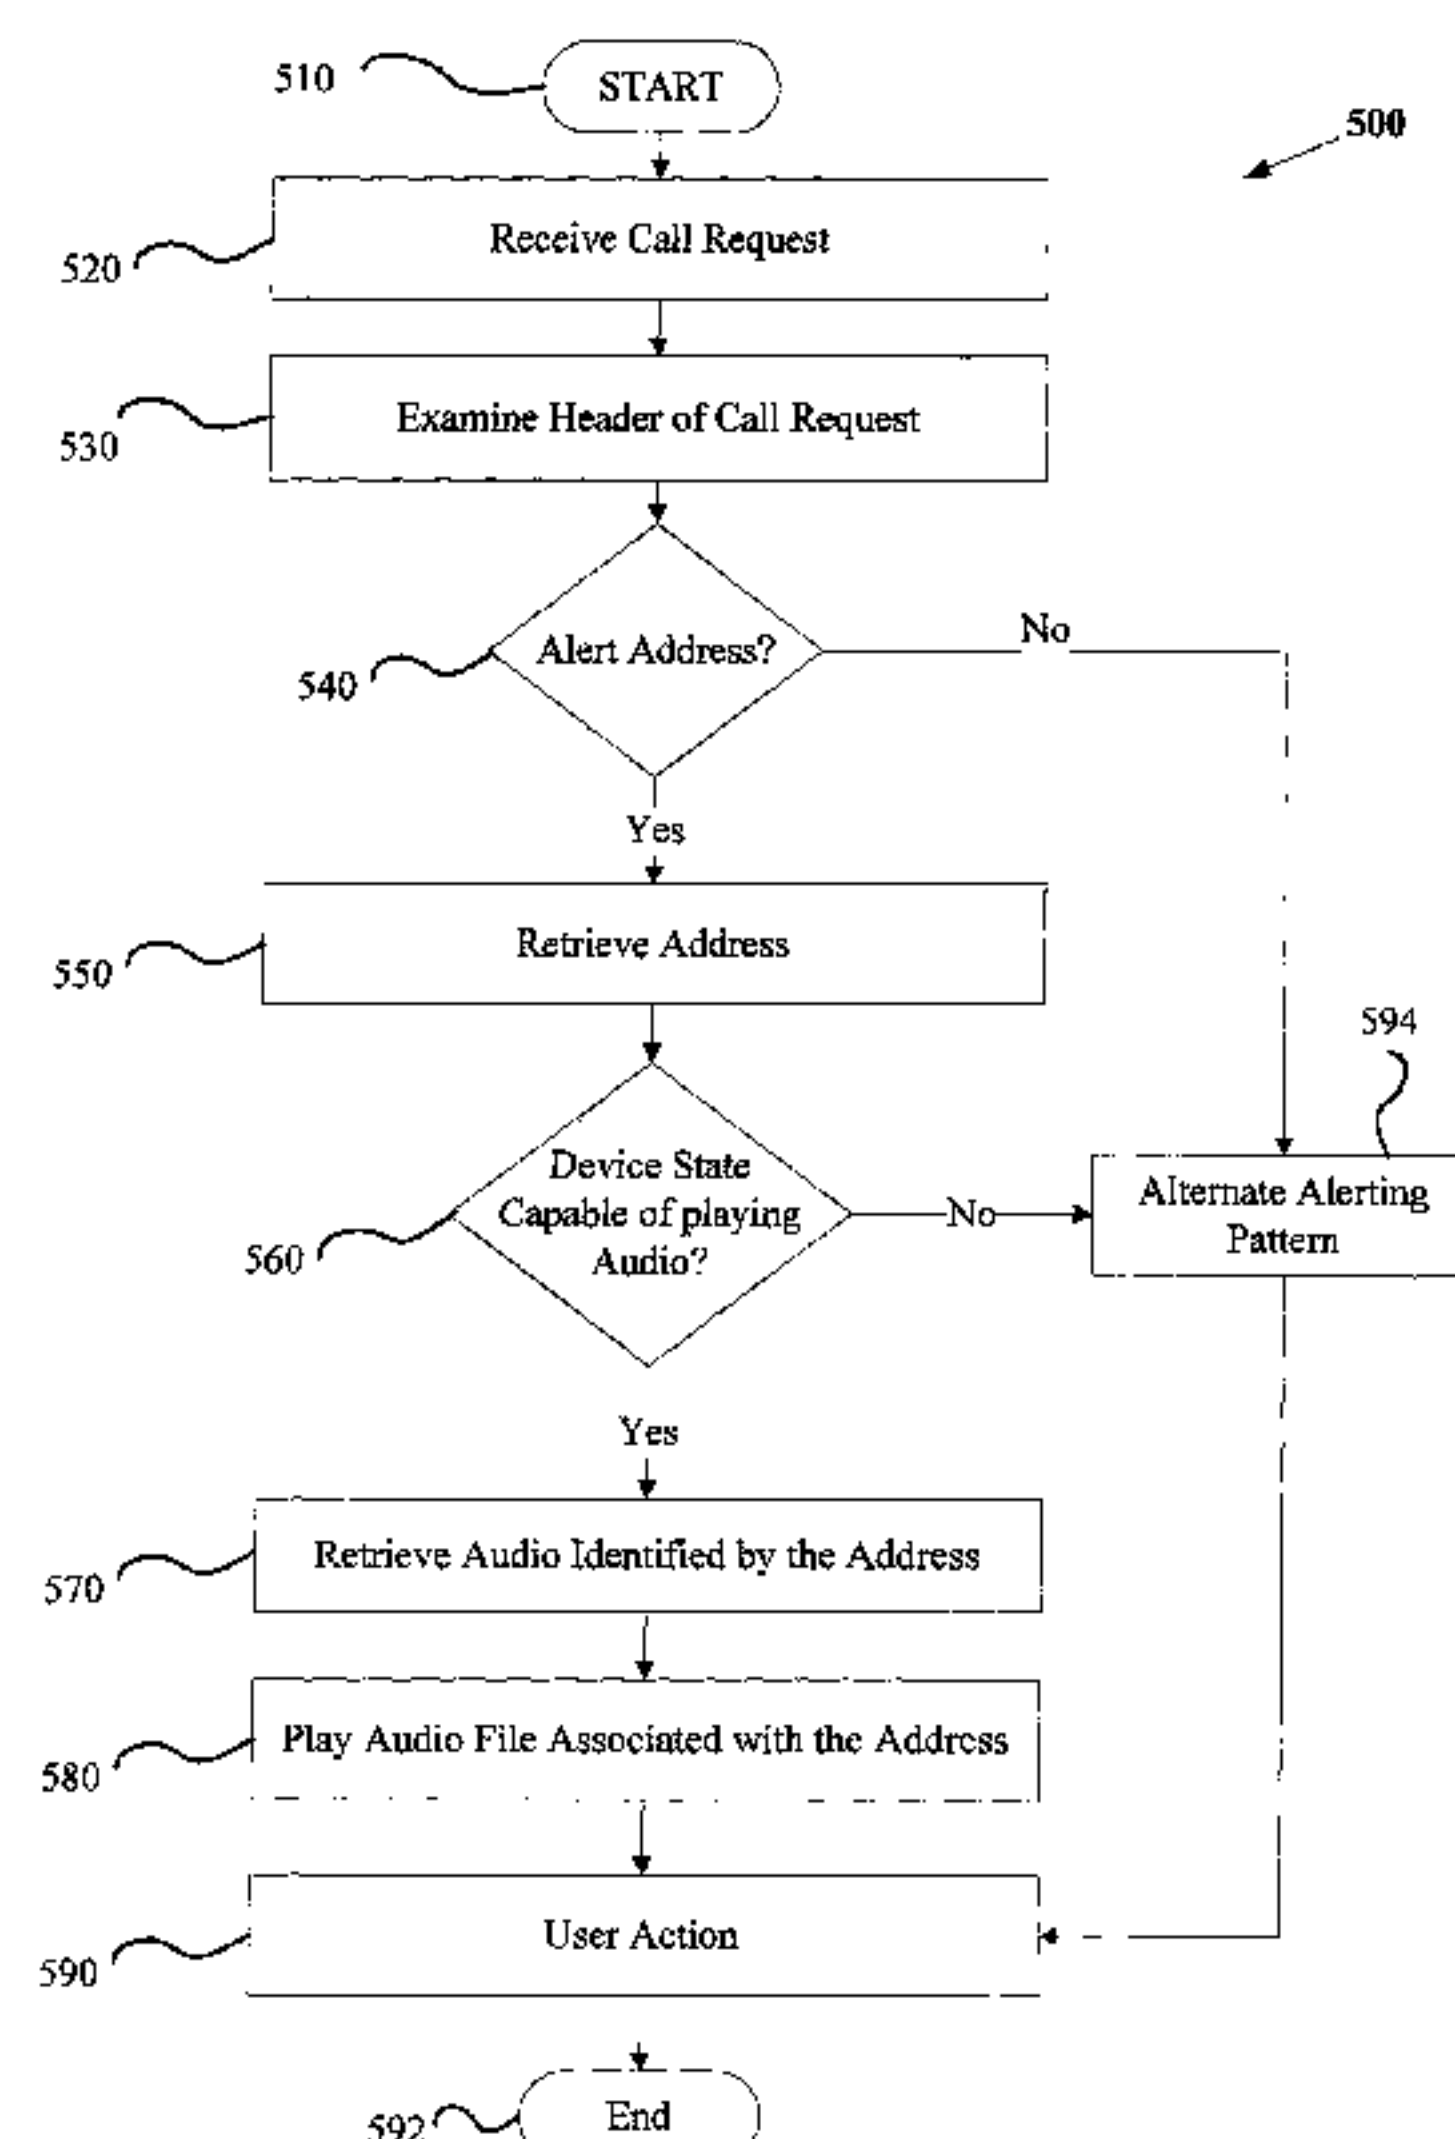 510
START
500
Receive Call Request
520
Examine Header of Call Request
530
No
Alert Address?
540
Yes
Retrieve Address
550
594
Device State
Capable of playing
Audio?
No
Alternate Alerting
Pattern
560
Yes
Retrieve Audio Identified by the Address
570
Play Audio File Associated with the Address
580
User Action
590
End
592